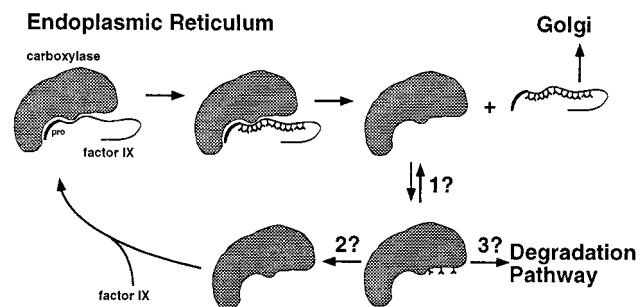 Endoplasmic Reticulum
Golgi
carboxylase
pro
+
factor IX
1?
2?
3?
Degradation
Pathway
factor IX